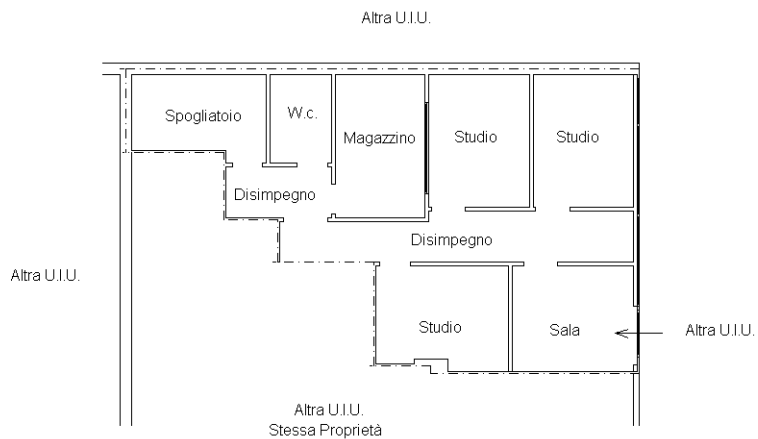 Altra U.I.U.
Spogliatoio
W.c.
Magazzino
Studio
Studio
Disimpegno
Disimpegno
Altra U.I.U.
Studio
Sala
Altra U.I.U.
Altra U.I.U.
Stessa Proprietà